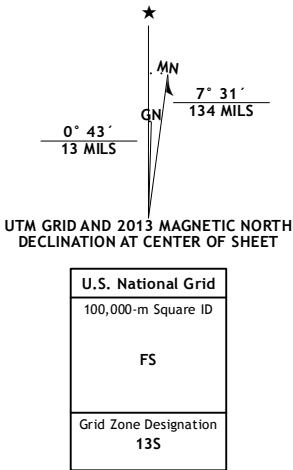 ★
MN
7° 31´
134 MILS
GN
0° 43´
13 MILS
UTM GRID AND 2013 MAGNETIC NORTH
DECLINATION AT CENTER OF SHEET
U.S. National Grid
100,000-m Square ID
FS
Grid Zone Designation
13S